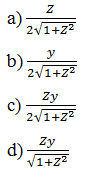 a) Z / 2√1+Z²
b) y / 2√1+Z²
c) Zy / 2√1+Z²
d) Zy / √1+Z²